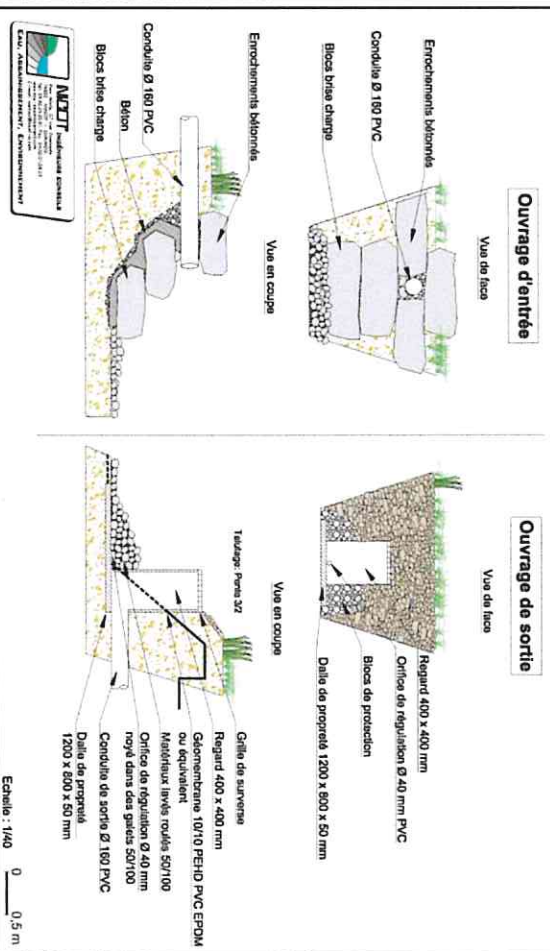 Ouvrage d'entrée
Vue de face
Enrochements bétonnés
Conduite Ø 160 PVC
Blocs brise charge
Vue en coupe
Enrochements bétonnés
Conduite Ø 160 PVC
Béton
Blocs brise charge
Ouvrage de sortie
Vue de face
Regard 400 x 400 mm
Orifice de régulation Ø 40 mm PVC
Blocs de protection
Dalle de propreté 1200 x 800 x 50 mm
Vue en coupe
Talutage: Pente 3/2
Grille de surverse
Regard 400 x 400 mm
Géomembrane 10/10 PEHD PVC EPDM
ou équivalent
Matériaux lavés roulés 50/100
Orifice de régulation Ø 40 mm
noyé dans des galets 50/100
Conduite de sortie Ø 160 PVC
Dalle de propreté
1200 x 800 x 50 mm
Echelle : 1/40
0 0,5 m
INGÉNIEURS CONSEILS
EAU, ASSAINISSEMENT, ENVIRONNEMENT